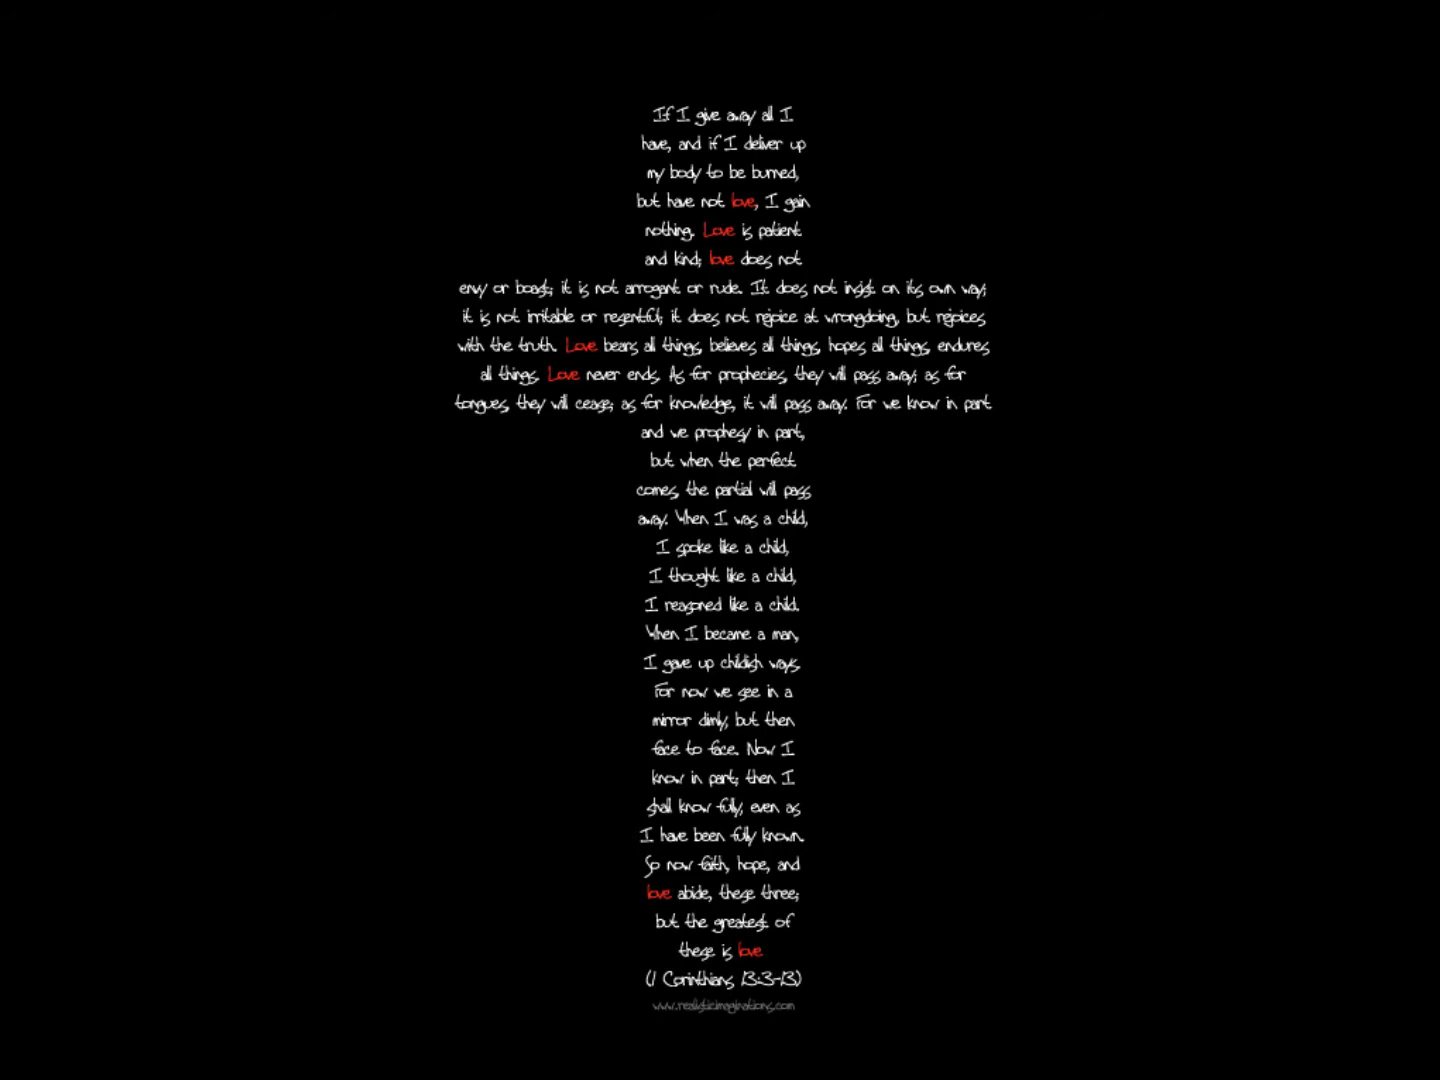 If I give away all I
have, and if I deliver up
my body to be burned,
but have not love, I gain
nothing. Love is patient
and kind; love does not
envy or boast; it is not arrogant or rude. It does not insist on its own way;
it is not irritable or resentful; it does not rejoice at wrongdoing, but rejoices
with the truth. Love bears all things, believes all things, hopes all things, endures
all things. Love never ends. As for prophecies, they will pass away; as for
tongues, they will cease; as for knowledge, it will pass away. For we know in part
and we prophesy in part,
but when the perfect
comes, the partial will pass
away. When I was a child,
I spoke like a child,
I thought like a child,
I reasoned like a child.
When I became a man,
I gave up childish ways.
For now we see in a
mirror dimly, but then
face to face. Now I
know in part; then I
shall know fully, even as
I have been fully known.
So now faith, hope, and
love abide, these three;
but the greatest of
these is love
(1 Corinthians 13:3-13)
www.realisticimaginations.com